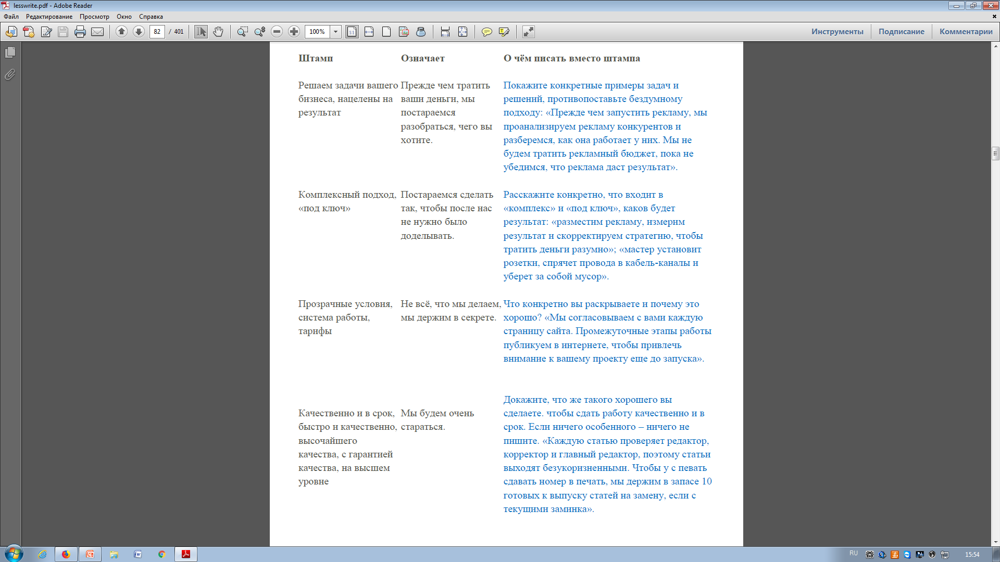 lesswrite.pdf - Adobe Reader
Файл Редактирование Просмотр Окно Справка
82 / 401 100%
Инструменты Подписание Комментарии
Штамп Означает О чём писать вместо штампа
Решаем задачи вашего
бизнеса, нацелены на
результат
Прежде чем тратить
ваши деньги, мы
постараемся
разобраться, чего вы
хотите.
Покажите конкретные примеры задач и
решений, противопоставьте бездумному
подходу: «Прежде чем запустить рекламу, мы
проанализируем рекламу конкурентов и
разберемся, как она работает у них. Мы не
будем тратить рекламный бюджет, пока не
убедимся, что реклама даст результат».
Комплексный подход,
«под ключ»
Постараемся сделать
так, чтобы после нас
не нужно было
доделывать.
Расскажите конкретно, что входит в
«комплекс» и «под ключ», каков будет
результат: «разместим рекламу, измерим
результат и скорректируем стратегию, чтобы
тратить деньги разумно»; «мастер установит
розетки, спрячет провода в кабель-каналы и
уберет за собой мусор».
Прозрачные условия,
система работы,
тарифы
Не всё, что мы делаем,
мы держим в секрете.
Что конкретно вы раскрываете и почему это
хорошо? «Мы согласовываем с вами каждую
страницу сайта. Промежуточные этапы работы
публикуем в интернете, чтобы привлечь
внимание к вашему проекту еще до запуска».
Качественно и в срок,
быстро и качественно,
высочайшего
качества, с гарантией
качества, на высшем
уровне
Мы будем очень
стараться.
Докажите, что же такого хорошего вы
сделаете. чтобы сдать работу качественно и в
срок. Если ничего особенного – ничего не
пишите. «Каждую статью проверяет редактор,
корректор и главный редактор, поэтому статьи
выходят безукоризненными. Чтобы у с певать
сдавать номер в печать, мы держим в запасе 10
готовых к выпуску статей на замену, если с
текущими заминка».
RU 15:54